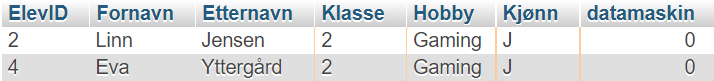 ElevID Fornavn Etternavn Klasse Hobby Kjønn datamaskin
2 Linn Jensen 2 Gaming J 0
4 Eva Yttergård 2 Gaming J 0